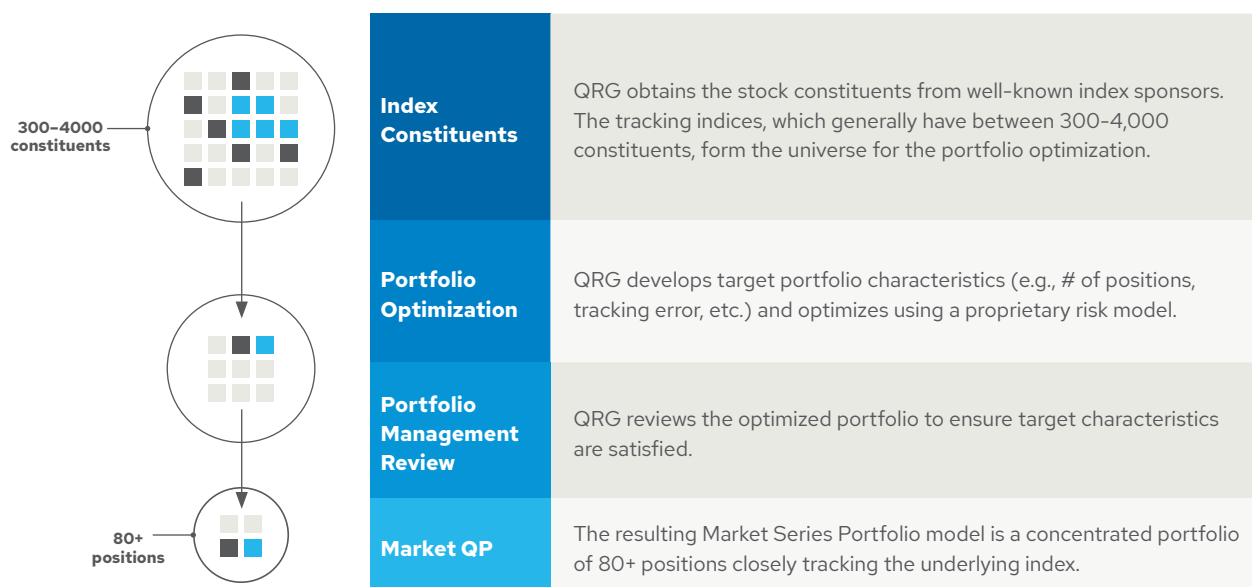 300–4000
constituents
Index
Constituents
QRG obtains the stock constituents from well-known index sponsors.
The tracking indices, which generally have between 300-4,000
constituents, form the universe for the portfolio optimization.
Portfolio
Optimization
QRG develops target portfolio characteristics (e.g., # of positions,
tracking error, etc.) and optimizes using a proprietary risk model.
Portfolio
Management
Review
QRG reviews the optimized portfolio to ensure target characteristics
are satisfied.
80+
positions
Market QP
The resulting Market Series Portfolio model is a concentrated portfolio
of 80+ positions closely tracking the underlying index.